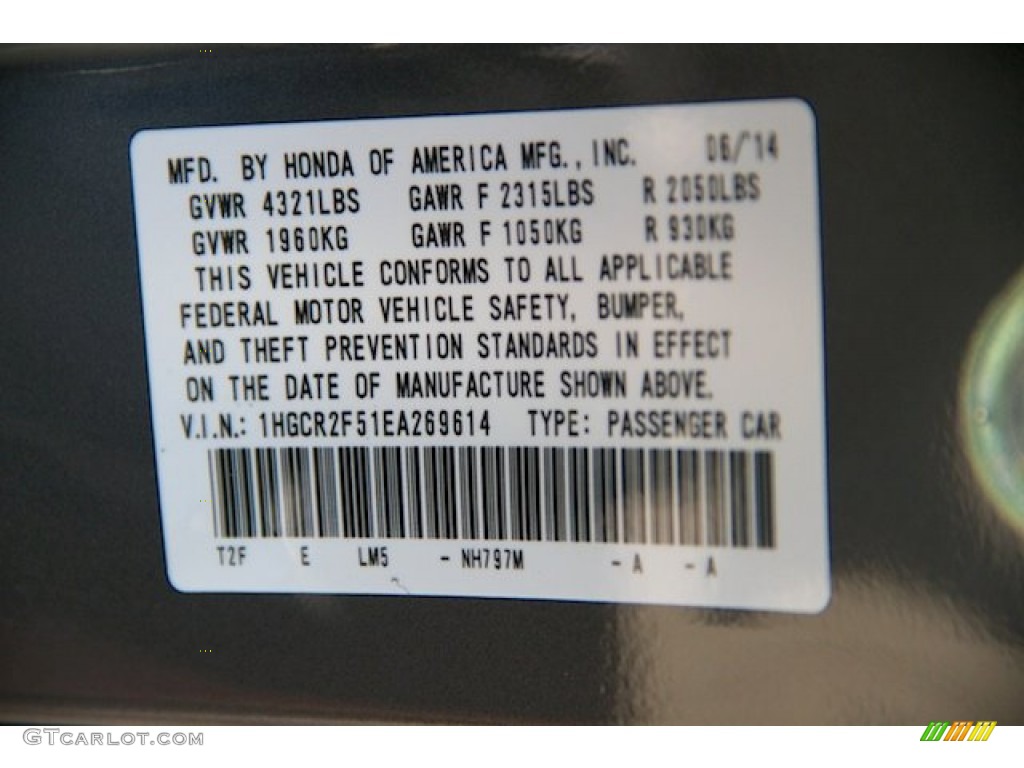 MFD. BY HONDA OF AMERICA MFG., INC. 06/14
GVWR 4321LBS GAWR F 2315LBS R 2050LBS
GVWR 1960KG GAWR F 1050KG R 930KG
THIS VEHICLE CONFORMS TO ALL APPLICABLE
FEDERAL MOTOR VEHICLE SAFETY, BUMPER,
AND THEFT PREVENTION STANDARDS IN EFFECT
ON THE DATE OF MANUFACTURE SHOWN ABOVE.
V.I.N.: 1HGCR2F51EA269614 TYPE: PASSENGER CAR
T2F E LM5 - NH797M - A - A
GTCarlot.com